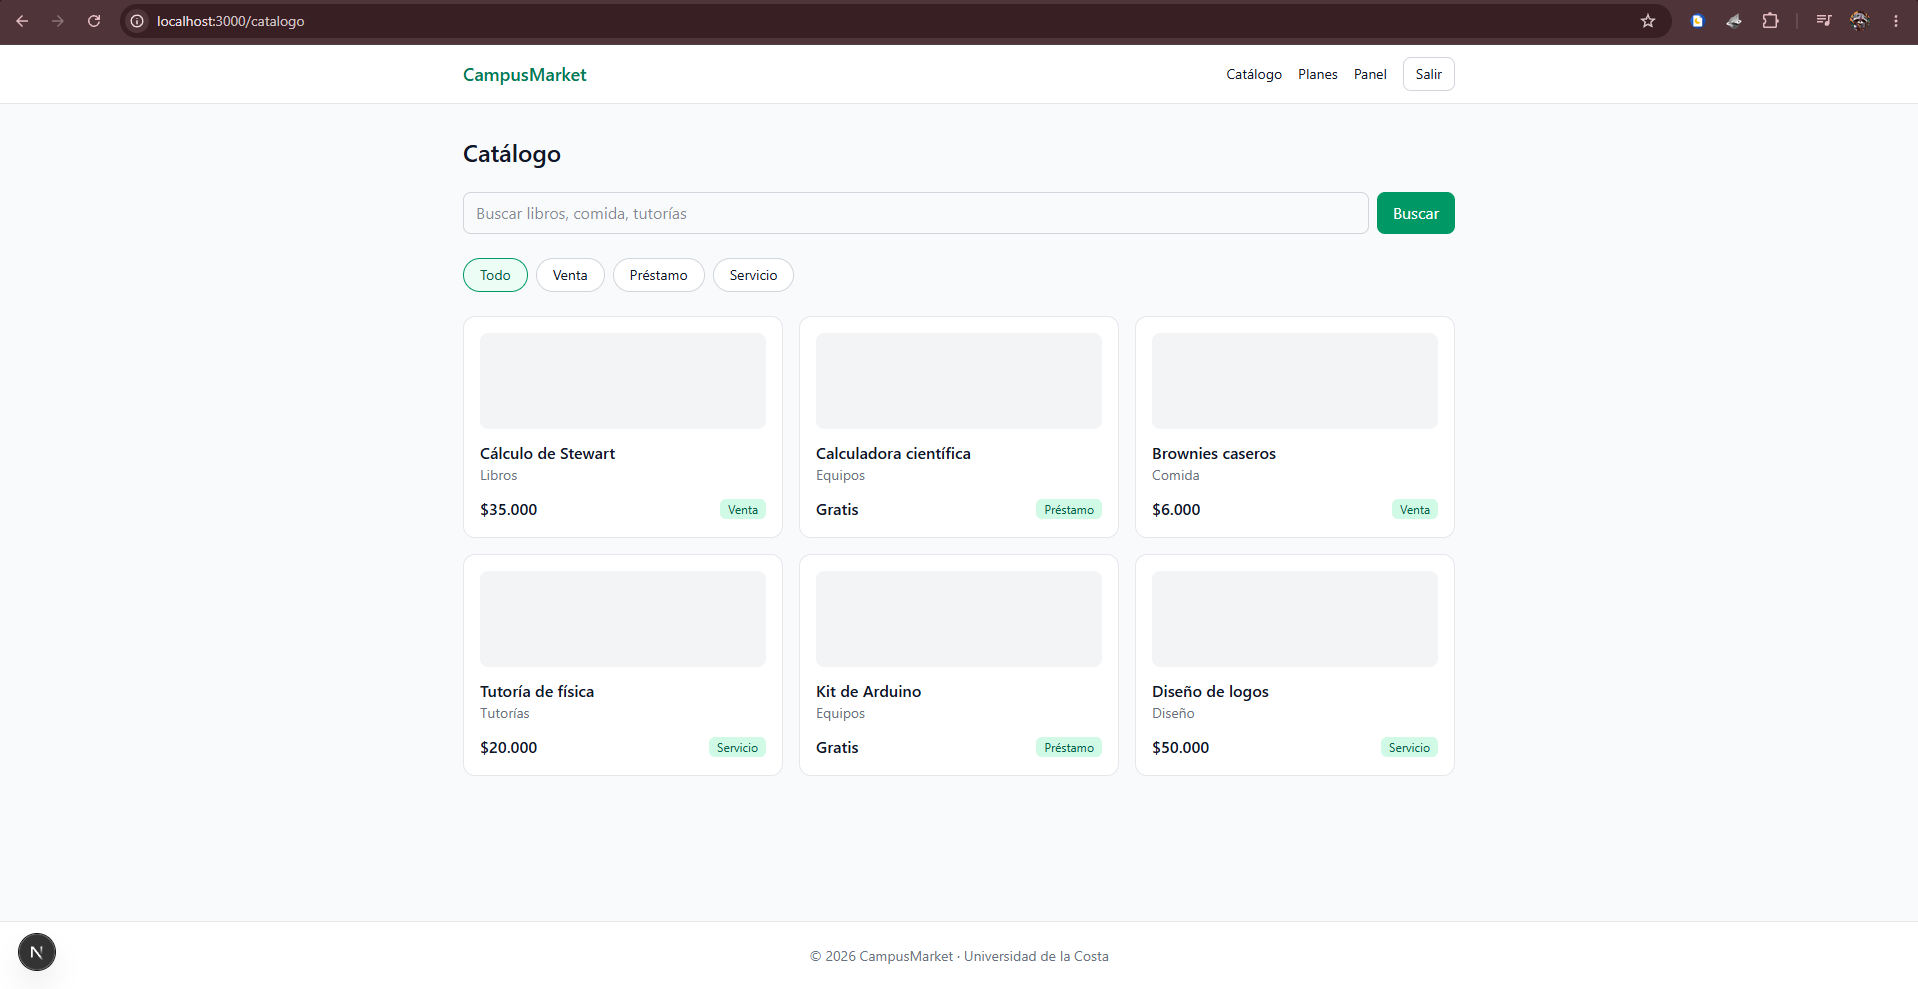 localhost:3000/catalogo
CampusMarket
Catálogo Planes Panel Salir
Catálogo
Buscar libros, comida, tutorías
Buscar
Todo Venta Préstamo Servicio
Cálculo de Stewart
Libros
$35.000 Venta
Calculadora científica
Equipos
Gratis Préstamo
Brownies caseros
Comida
$6.000 Venta
Tutoría de física
Tutorías
$20.000 Servicio
Kit de Arduino
Equipos
Gratis Préstamo
Diseño de logos
Diseño
$50.000 Servicio
N
© 2026 CampusMarket · Universidad de la Costa